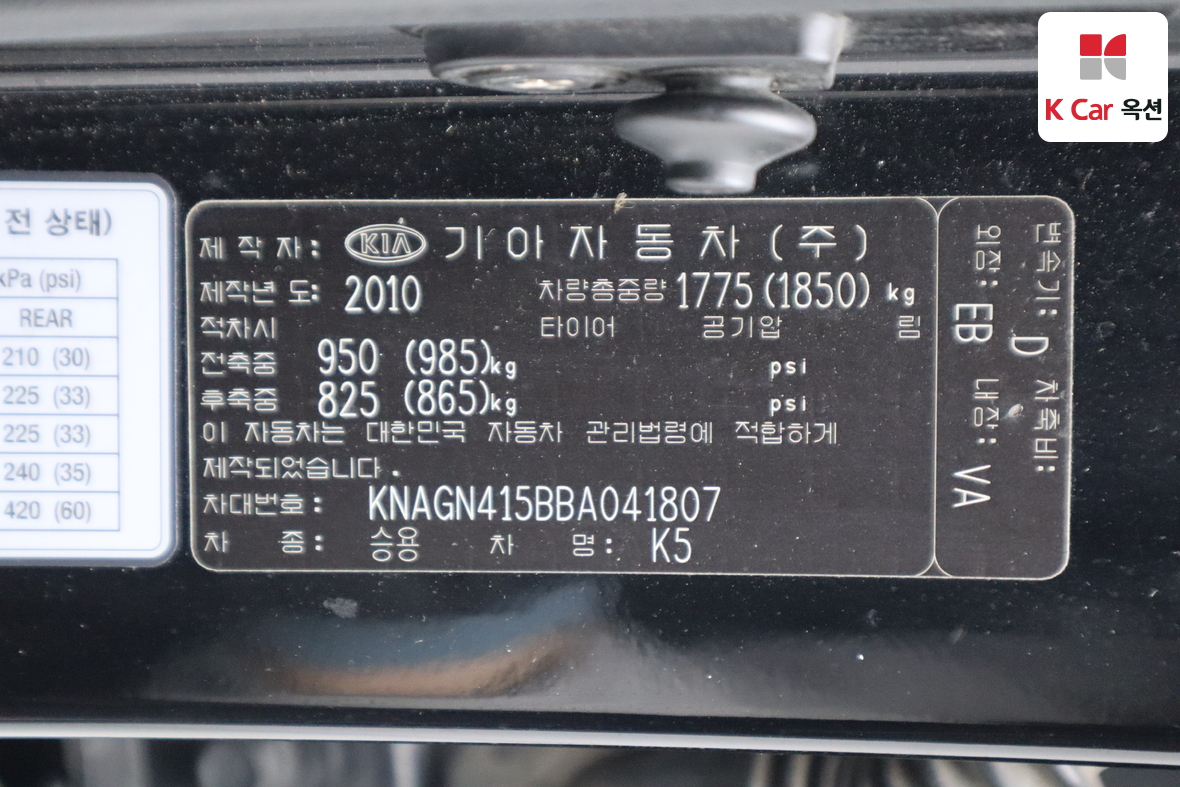 K Car 옥션
전 상태)
kPa (psi)
REAR
210 (30)
225 (33)
225 (33)
240 (35)
420 (60)
제 작 자 : KIA 기 아 자 동 차 ( 주 )
제작년 도: 2010 차량총중량 1775 (1850) kg
적차시 타이어 공기압 림
전축중 950 (985)kg psi
후축중 825 (865)kg psi
이 자동차는 대한민국 자동차 관리법령에 적합하게
제작되었습니다.
차대번호 : KNAGN415BBA041807
차 종 : 승용 차 명 : K5
변속기: D 차축비:
외장: EB 내장: VA